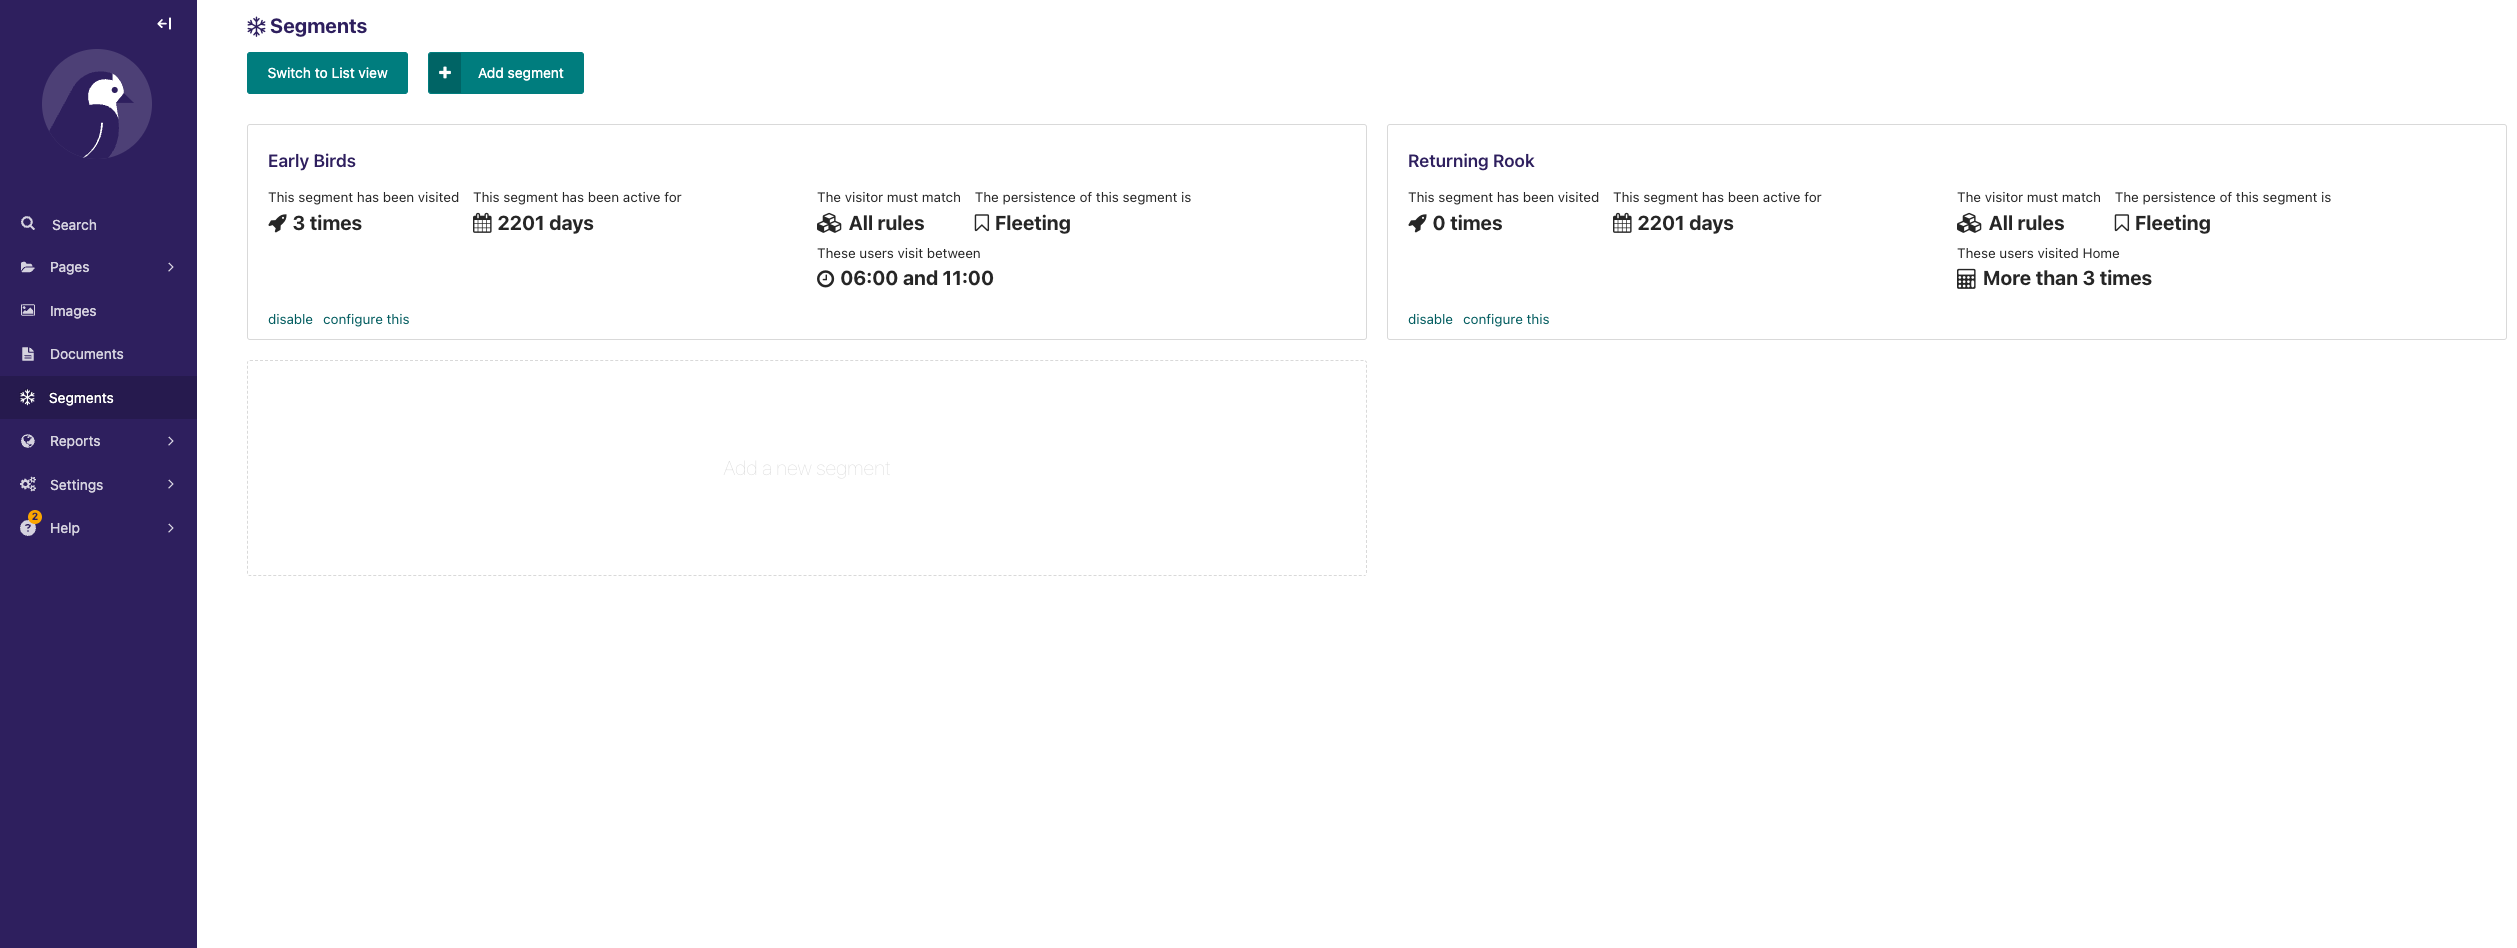 Segments
Switch to List view
Add segment
Search
Pages
Images
Documents
Segments
Reports
Settings
2
Help
Early Birds
This segment has been visited
3 times
This segment has been active for
2201 days
The visitor must match
All rules
The persistence of this segment is
Fleeting
These users visit between
06:00 and 11:00
disable configure this
Returning Rook
This segment has been visited
0 times
This segment has been active for
2201 days
The visitor must match
All rules
The persistence of this segment is
Fleeting
These users visited Home
More than 3 times
disable configure this
Add a new segment